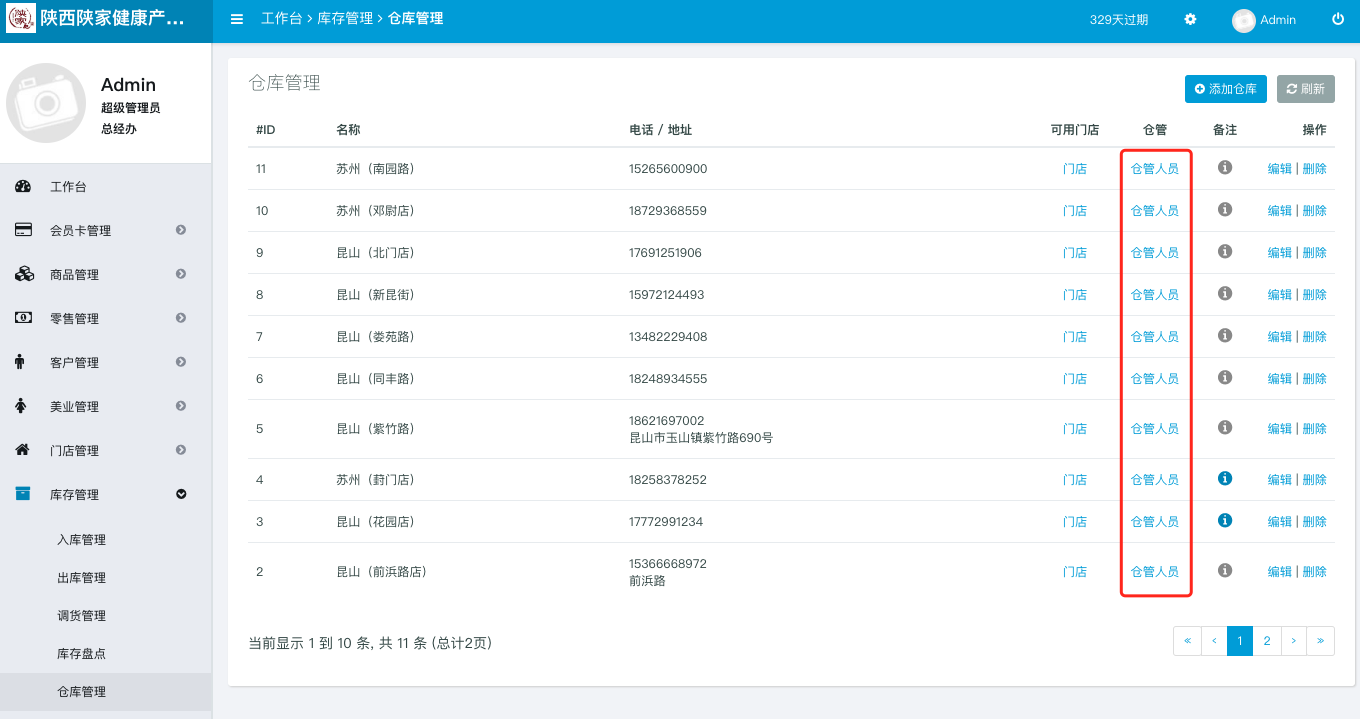 陕西陕家健康产...
工作台 > 库存管理 > 仓库管理
329天过期
Admin
Admin
超级管理员
总经办
工作台
会员卡管理
商品管理
零售管理
客户管理
美业管理
门店管理
库存管理
入库管理
出库管理
调货管理
库存盘点
仓库管理
仓库管理
添加仓库 刷新
#ID 名称 电话 / 地址 可用门店 仓管 备注 操作
11 苏州（南园路） 15265600900 门店 仓管人员 编辑 | 删除
10 苏州（邓尉店） 18729368559 门店 仓管人员 编辑 | 删除
9 昆山（北门店） 17691251906 门店 仓管人员 编辑 | 删除
8 昆山（新昆街） 15972124493 门店 仓管人员 编辑 | 删除
7 昆山（娄苑路） 13482229408 门店 仓管人员 编辑 | 删除
6 昆山（同丰路） 18248934555 门店 仓管人员 编辑 | 删除
5 昆山（紫竹路） 18621697002 门店 仓管人员 编辑 | 删除
昆山市玉山镇紫竹路690号
4 苏州（葑门店） 18258378252 门店 仓管人员 编辑 | 删除
3 昆山（花园店） 17772991234 门店 仓管人员 编辑 | 删除
2 昆山（前浜路店） 15366668972 门店 仓管人员 编辑 | 删除
前浜路
当前显示 1 到 10 条, 共 11 条 (总计2页)
« ‹ 1 2 › »